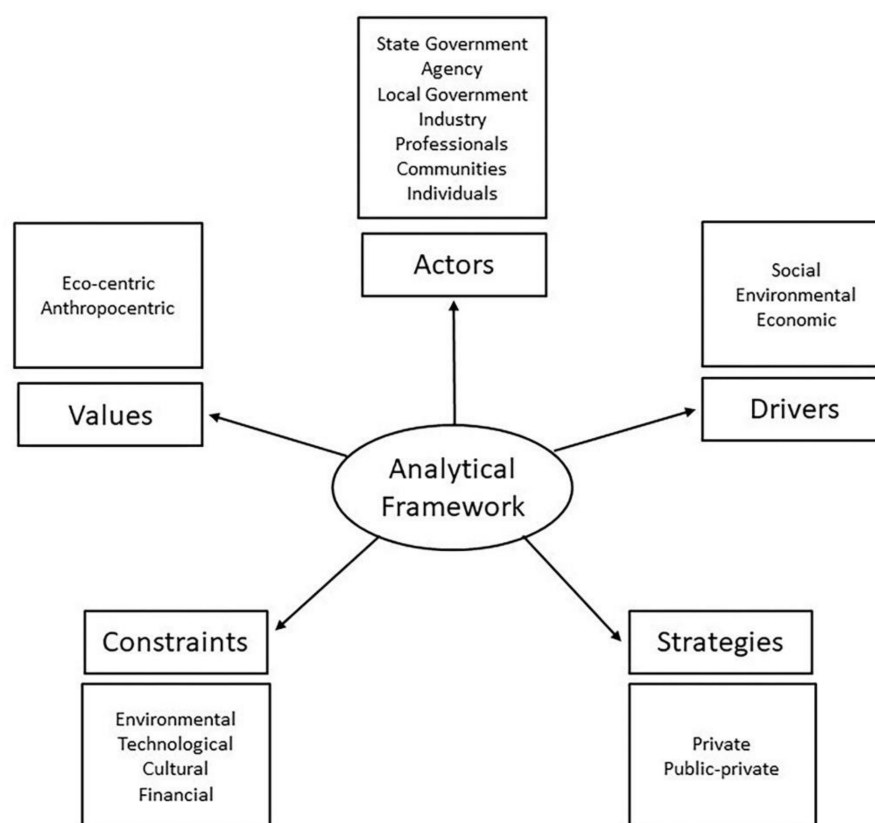 State Government
Agency
Local Government
Industry
Professionals
Communities
Individuals
Actors
Eco-centric
Anthropocentric
Values
Social
Environmental
Economic
Drivers
Analytical
Framework
Constraints
Environmental
Technological
Cultural
Financial
Strategies
Private
Public-private